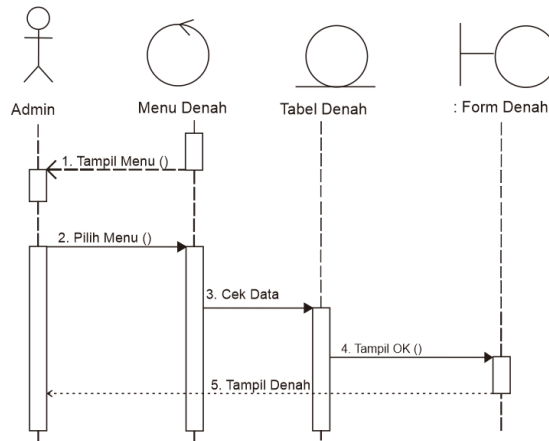 Admin
Menu Denah
Tabel Denah
: Form Denah
1. Tampil Menu ()
2. Pilih Menu ()
3. Cek Data
4. Tampil OK ()
5. Tampil Denah